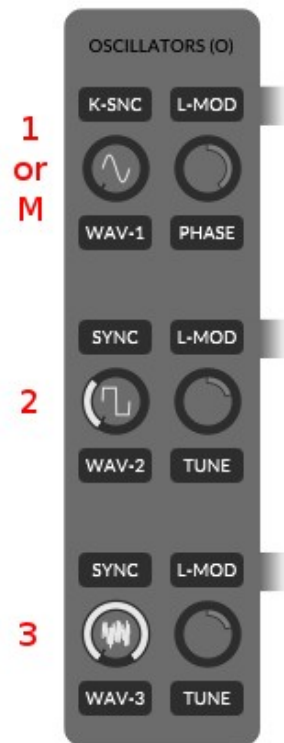 OSCILLATORS (O)
K-SNC L-MOD
1
or
M
WAV-1 PHASE
SYNC L-MOD
2
WAV-2 TUNE
SYNC L-MOD
3
WAV-3 TUNE